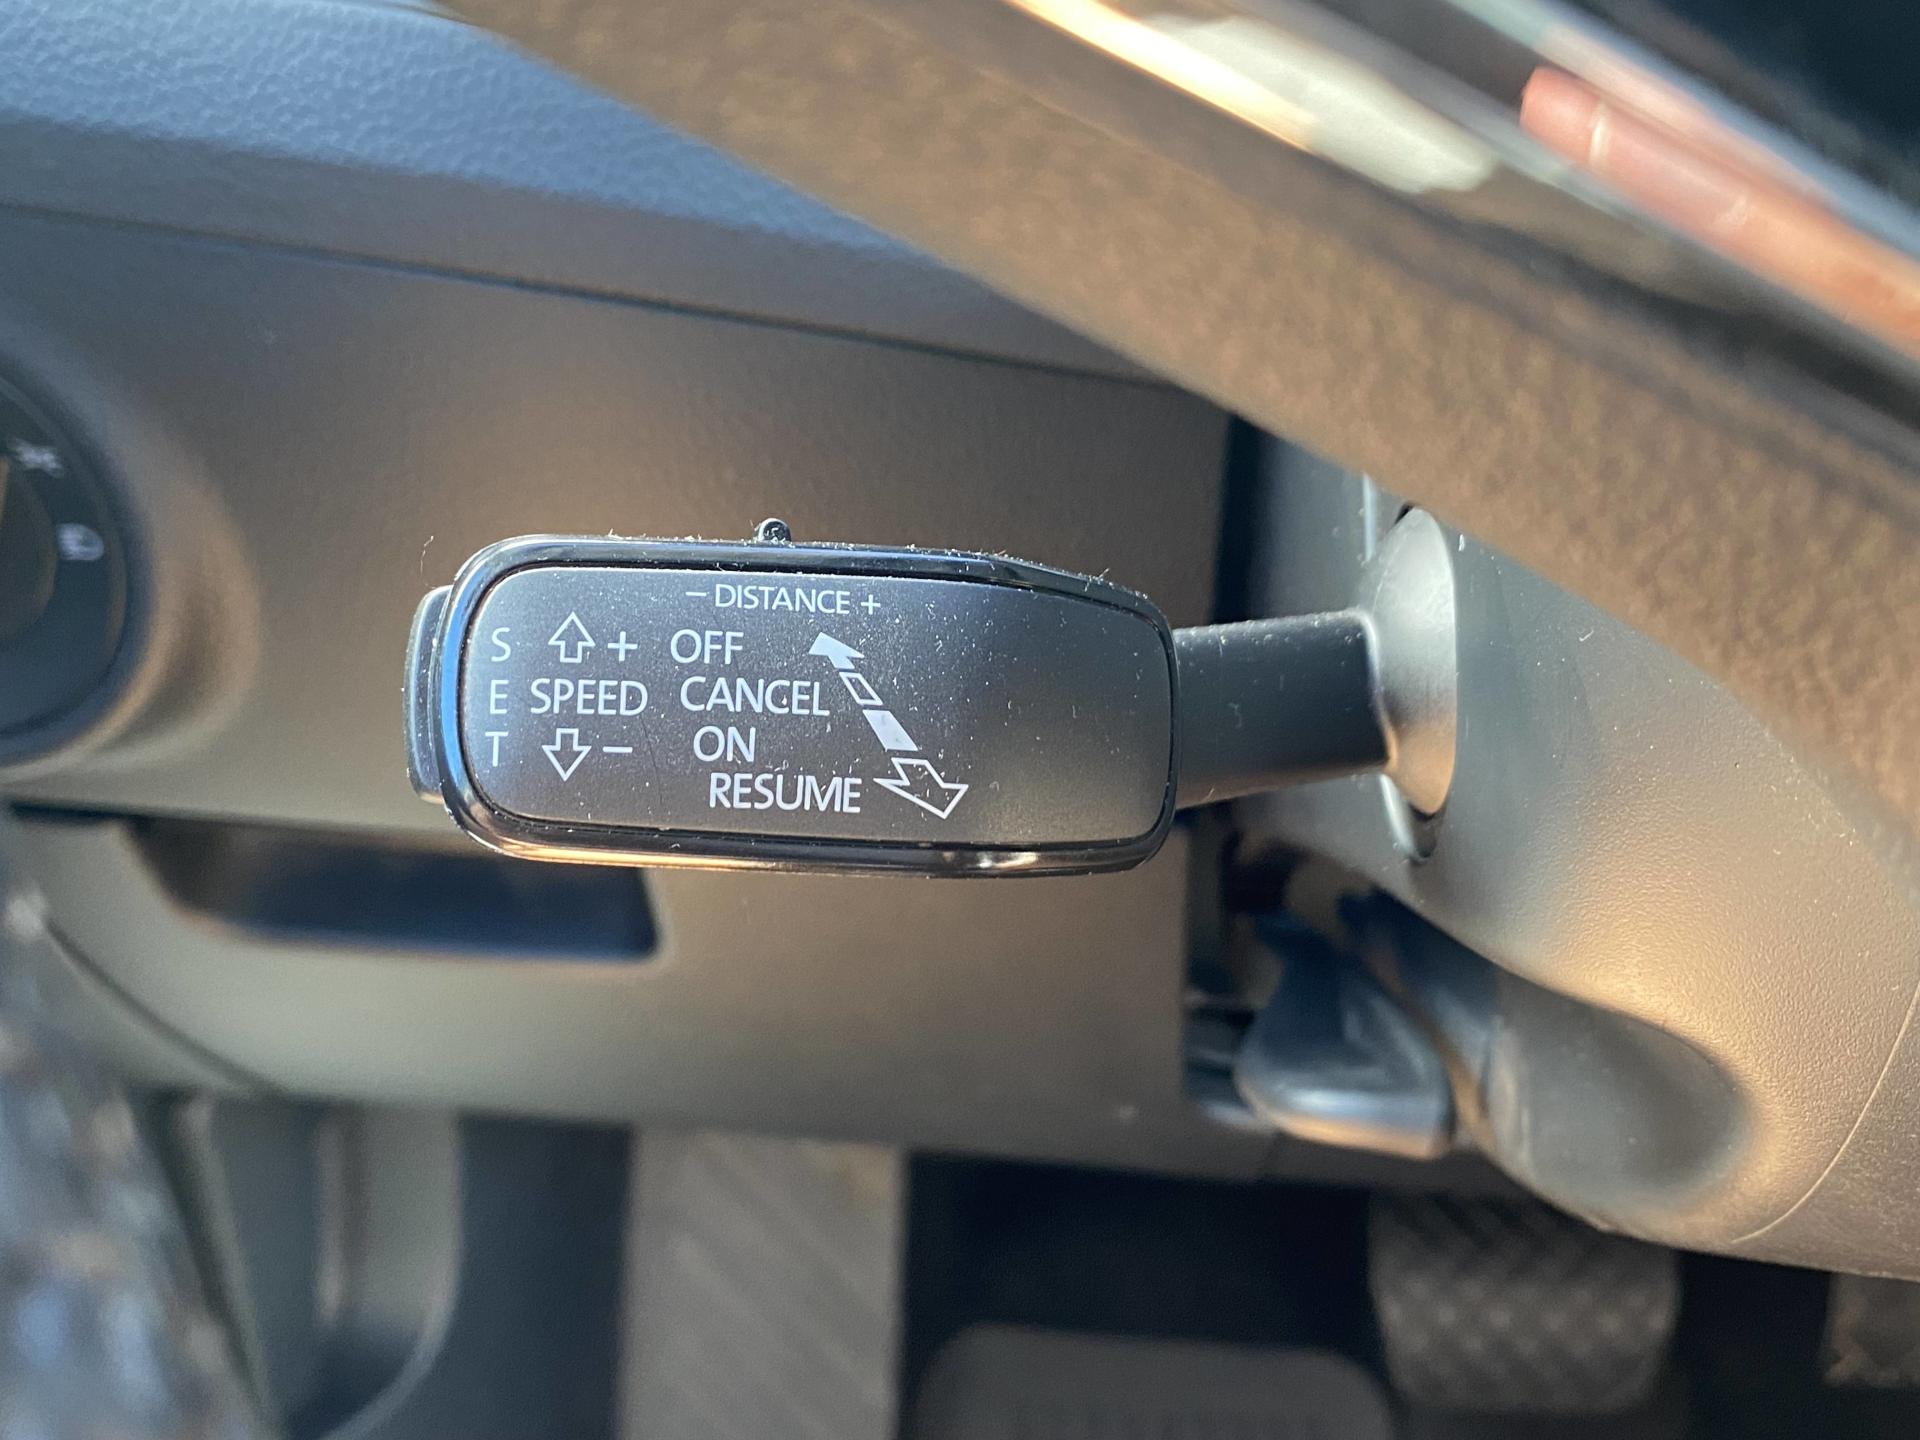 − DISTANCE +
S + OFF
E SPEED CANCEL
T − ON
RESUME